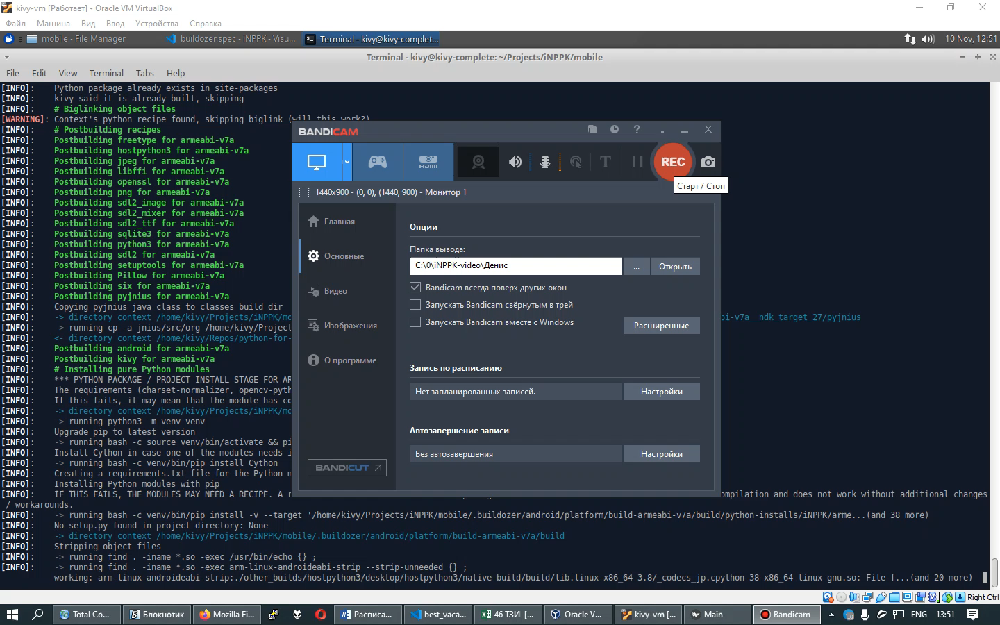 kivy-vm [Работает] - Oracle VM VirtualBox
Файл Машина Вид Ввод Устройства Справка
mobile - File Manager buildozer.spec - iNPPK - Visu... Terminal - kivy@kivy-complet... 10 Nov, 12:51
Terminal - kivy@kivy-complete: ~/Projects/iNPPK/mobile
File Edit View Terminal Tabs Help
[INFO]: Python package already exists in site-packages
[INFO]: kivy said it is already built, skipping
[INFO]: # Biglinking object files
[WARNING]: Context's python recipe found, skipping biglink (will this work?)
[INFO]: # Postbuilding recipes
[INFO]: Postbuilding freetype for armeabi-v7a
[INFO]: Postbuilding hostpython3 for armeabi-v7a
[INFO]: Postbuilding jpeg for armeabi-v7a
[INFO]: Postbuilding libffi for armeabi-v7a
[INFO]: Postbuilding openssl for armeabi-v7a
[INFO]: Postbuilding png for armeabi-v7a
[INFO]: Postbuilding sdl2_image for armeabi-v7a
[INFO]: Postbuilding sdl2_mixer for armeabi-v7a
[INFO]: Postbuilding sdl2_ttf for armeabi-v7a
[INFO]: Postbuilding sqlite3 for armeabi-v7a
[INFO]: Postbuilding python3 for armeabi-v7a
[INFO]: Postbuilding sdl2 for armeabi-v7a
[INFO]: Postbuilding setuptools for armeabi-v7a
[INFO]: Postbuilding Pillow for armeabi-v7a
[INFO]: Postbuilding six for armeabi-v7a
[INFO]: Postbuilding pyjnius for armeabi-v7a
[INFO]: Copying pyjnius java class to classes build dir
[INFO]: -> directory context /home/kivy/Projects/iNPPK/mo bi-v7a__ndk_target_27/pyjnius
[INFO]: -> running cp -a jnius/src/org /home/kivy/Project
[INFO]: <- directory context /home/kivy/Repos/python-for-
[INFO]: Postbuilding android for armeabi-v7a
[INFO]: Postbuilding kivy for armeabi-v7a
[INFO]: # Installing pure Python modules
[INFO]: *** PYTHON PACKAGE / PROJECT INSTALL STAGE FOR AR
[INFO]: The requirements (charset-normalizer, opencv-pyth
[INFO]: If this fails, it may mean that the module has co
[INFO]: -> directory context /home/kivy/Projects/iNPPK/mo
[INFO]: -> running python3 -m venv venv
[INFO]: Upgrade pip to latest version
[INFO]: -> running bash -c source venv/bin/activate && pi
[INFO]: Install Cython in case one of the modules needs i
[INFO]: -> running bash -c venv/bin/pip install Cython
[INFO]: Creating a requirements.txt file for the Python m
[INFO]: Installing Python modules with pip
[INFO]: IF THIS FAILS, THE MODULES MAY NEED A RECIPE. A ompilation and does not work without additional changes
/ workarounds.
[INFO]: -> running bash -c venv/bin/pip install -v --target '/home/kivy/Projects/iNPPK/mobile/.buildozer/android/platform/build-armeabi-v7a/build/python-installs/iNPPK/arme...(and 38 more)
[INFO]: No setup.py found in project directory: None
[INFO]: -> directory context /home/kivy/Projects/iNPPK/mobile/.buildozer/android/platform/build-armeabi-v7a/build
[INFO]: Stripping object files
[INFO]: -> running find . -iname *.so -exec /usr/bin/echo {} ;
[INFO]: -> running find . -iname *.so -exec arm-linux-androideabi-strip --strip-unneeded {} ;
working: arm-linux-androideabi-strip:./other_builds/hostpython3/desktop/hostpython3/native-build/build/lib.linux-x86_64-3.8/_codecs_jp.cpython-38-x86_64-linux-gnu.so: File f...(and 20 more)
BANDICAM
HDMI
T
REC
Старт / Стоп
1440x900 - (0, 0), (1440, 900) - Монитор 1
Главная
Основные
Видео
Изображения
О программе
BANDICUT
Опции
Папка вывода:
C:\0\iNPPK-video\Денис ... Открыть
Bandicam всегда поверх других окон
Запускать Bandicam свёрнутым в трей
Запускать Bandicam вместе с Windows
Расширенные
Запись по расписанию
Нет запланированных записей. Настройки
Автозавершение записи
Без автозавершения Настройки
Right Ctrl
Total Co... Блокнотик Mozilla Fi... Расписа... best_vaca... 46 ТЗИ [... Oracle V... kivy-vm [... Main Bandicam ENG 13:51